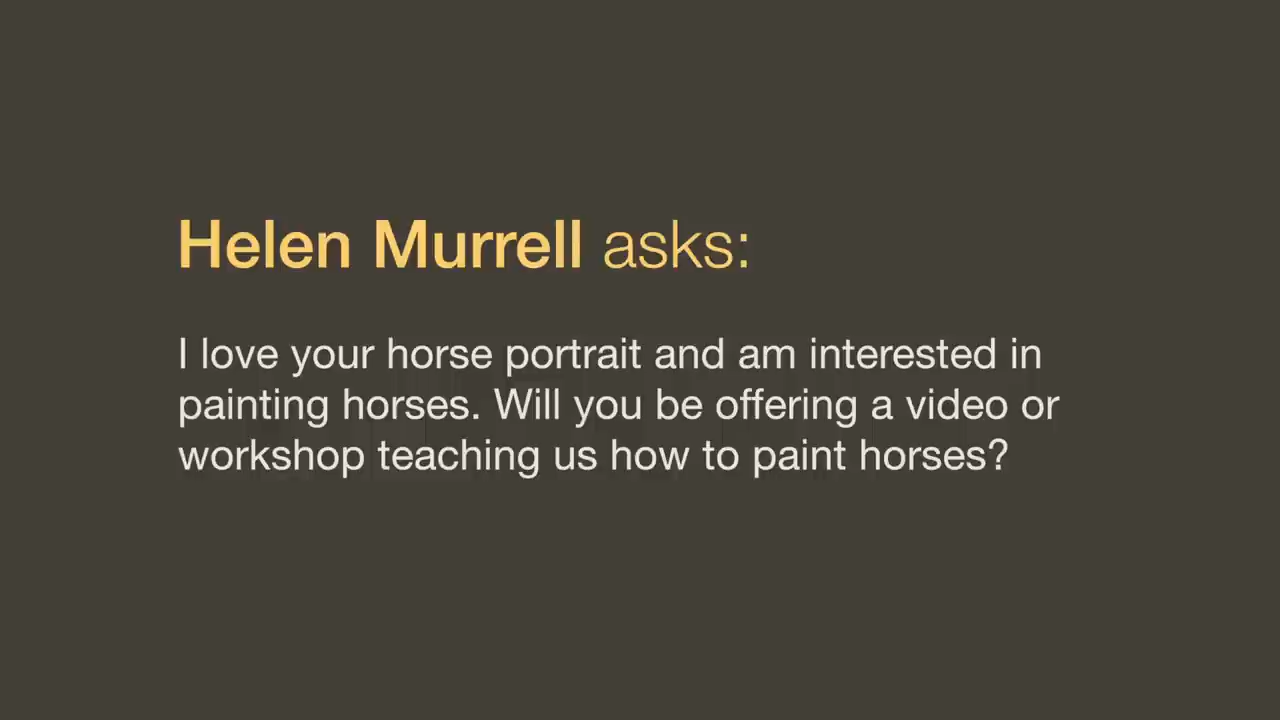 Helen Murrell asks:
I love your horse portrait and am interested in
painting horses. Will you be offering a video or
workshop teaching us how to paint horses?